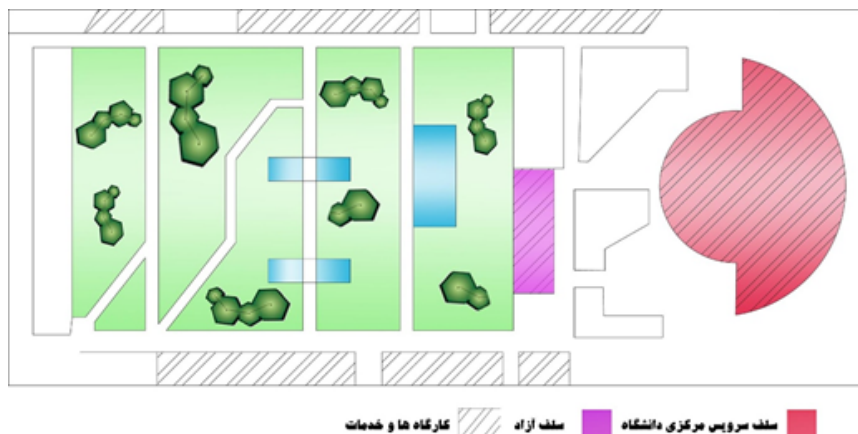 سلف سرویس مرکزی دانشگاه سلف آزاد کارگاه ها و خدمات